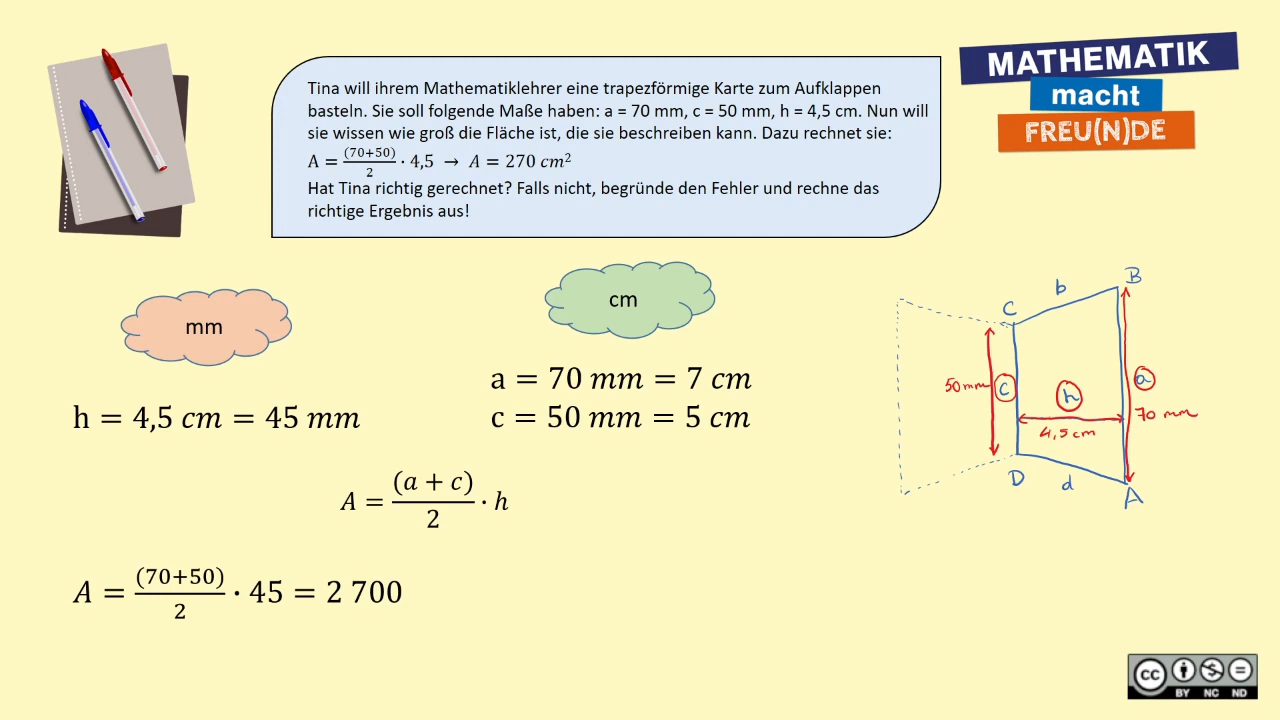 MATHEMATIK
macht
FREU(N)DE
Tina will ihrem Mathematiklehrer eine trapezförmige Karte zum Aufklappen
basteln. Sie soll folgende Maße haben: a = 70 mm, c = 50 mm, h = 4,5 cm. Nun will
sie wissen wie groß die Fläche ist, die sie beschreiben kann. Dazu rechnet sie:
A = (70+50)/2 · 4,5 → A = 270 cm²
Hat Tina richtig gerechnet? Falls nicht, begründe den Fehler und rechne das
richtige Ergebnis aus!
mm
cm
h = 4,5 cm = 45 mm
a = 70 mm = 7 cm
c = 50 mm = 5 cm
A = (a + c)/2 · h
A = (70+50)/2 · 45 = 2 700
B
b
C
50 mm
c
h
a
70 mm
4,5 cm
D
d
A
cc
BY NC ND